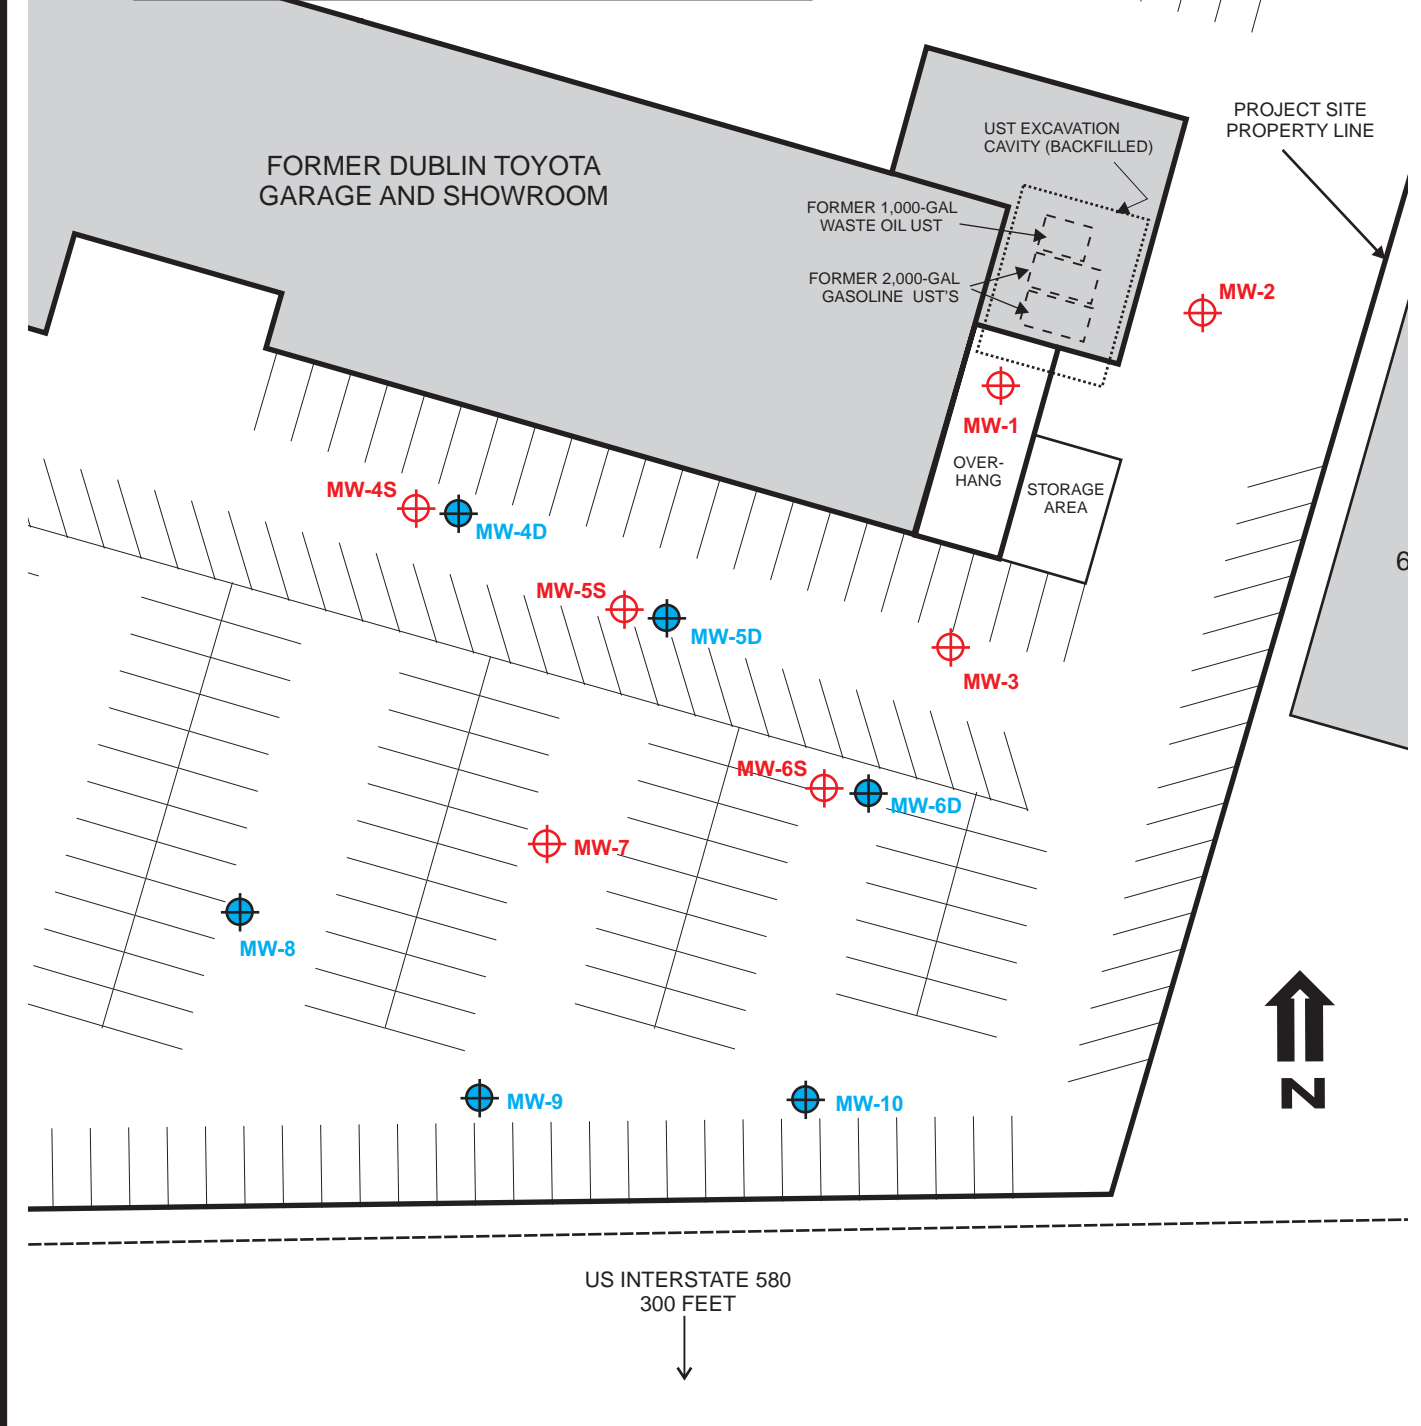 PROJECT SITE
PROPERTY LINE
UST EXCAVATION
CAVITY (BACKFILLED)
FORMER DUBLIN TOYOTA
GARAGE AND SHOWROOM
FORMER 1,000-GAL
WASTE OIL UST
FORMER 2,000-GAL
GASOLINE UST'S
MW-2
MW-1
OVER-
HANG
STORAGE
AREA
MW-4S
MW-4D
6
MW-5S
MW-5D
MW-3
MW-6S
MW-6D
MW-7
MW-8
MW-9
MW-10
N
US INTERSTATE 580
300 FEET